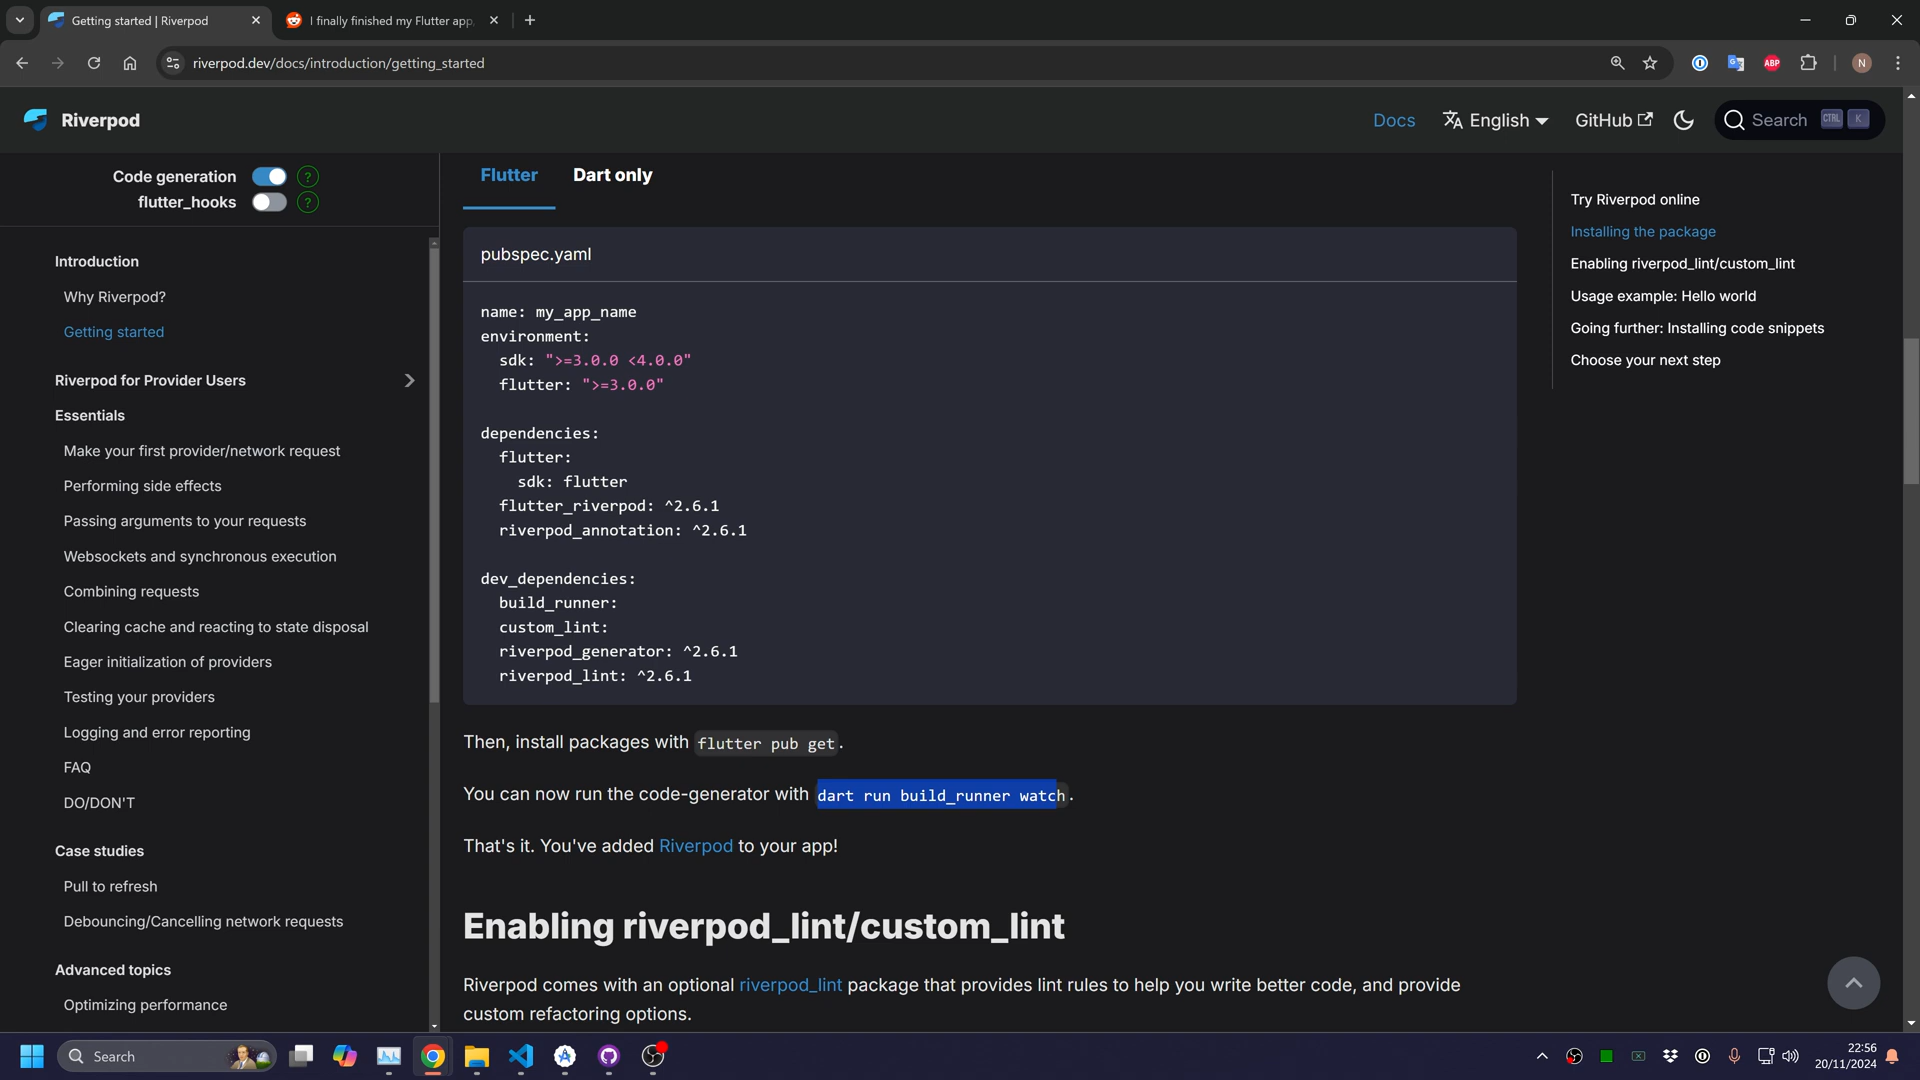 Getting started | Riverpod
I finally finished my Flutter app
riverpod.dev/docs/introduction/getting_started
ABP
N
Riverpod
Docs
English
GitHub
Search CTRL K
Code generation ?
flutter_hooks ?
Introduction
Why Riverpod?
Getting started
Riverpod for Provider Users
Essentials
Make your first provider/network request
Performing side effects
Passing arguments to your requests
Websockets and synchronous execution
Combining requests
Clearing cache and reacting to state disposal
Eager initialization of providers
Testing your providers
Logging and error reporting
FAQ
DO/DON'T
Case studies
Pull to refresh
Debouncing/Cancelling network requests
Advanced topics
Optimizing performance
Flutter
Dart only
pubspec.yaml
name: my_app_name
environment:
  sdk: ">=3.0.0 <4.0.0"
  flutter: ">=3.0.0"
dependencies:
  flutter:
    sdk: flutter
  flutter_riverpod: ^2.6.1
  riverpod_annotation: ^2.6.1
dev_dependencies:
  build_runner:
  custom_lint:
  riverpod_generator: ^2.6.1
  riverpod_lint: ^2.6.1
Then, install packages with flutter pub get.
You can now run the code-generator with dart run build_runner watch.
That's it. You've added Riverpod to your app!
Enabling riverpod_lint/custom_lint
Riverpod comes with an optional riverpod_lint package that provides lint rules to help you write better code, and provide
custom refactoring options.
Try Riverpod online
Installing the package
Enabling riverpod_lint/custom_lint
Usage example: Hello world
Going further: Installing code snippets
Choose your next step
Search
22:56
20/11/2024